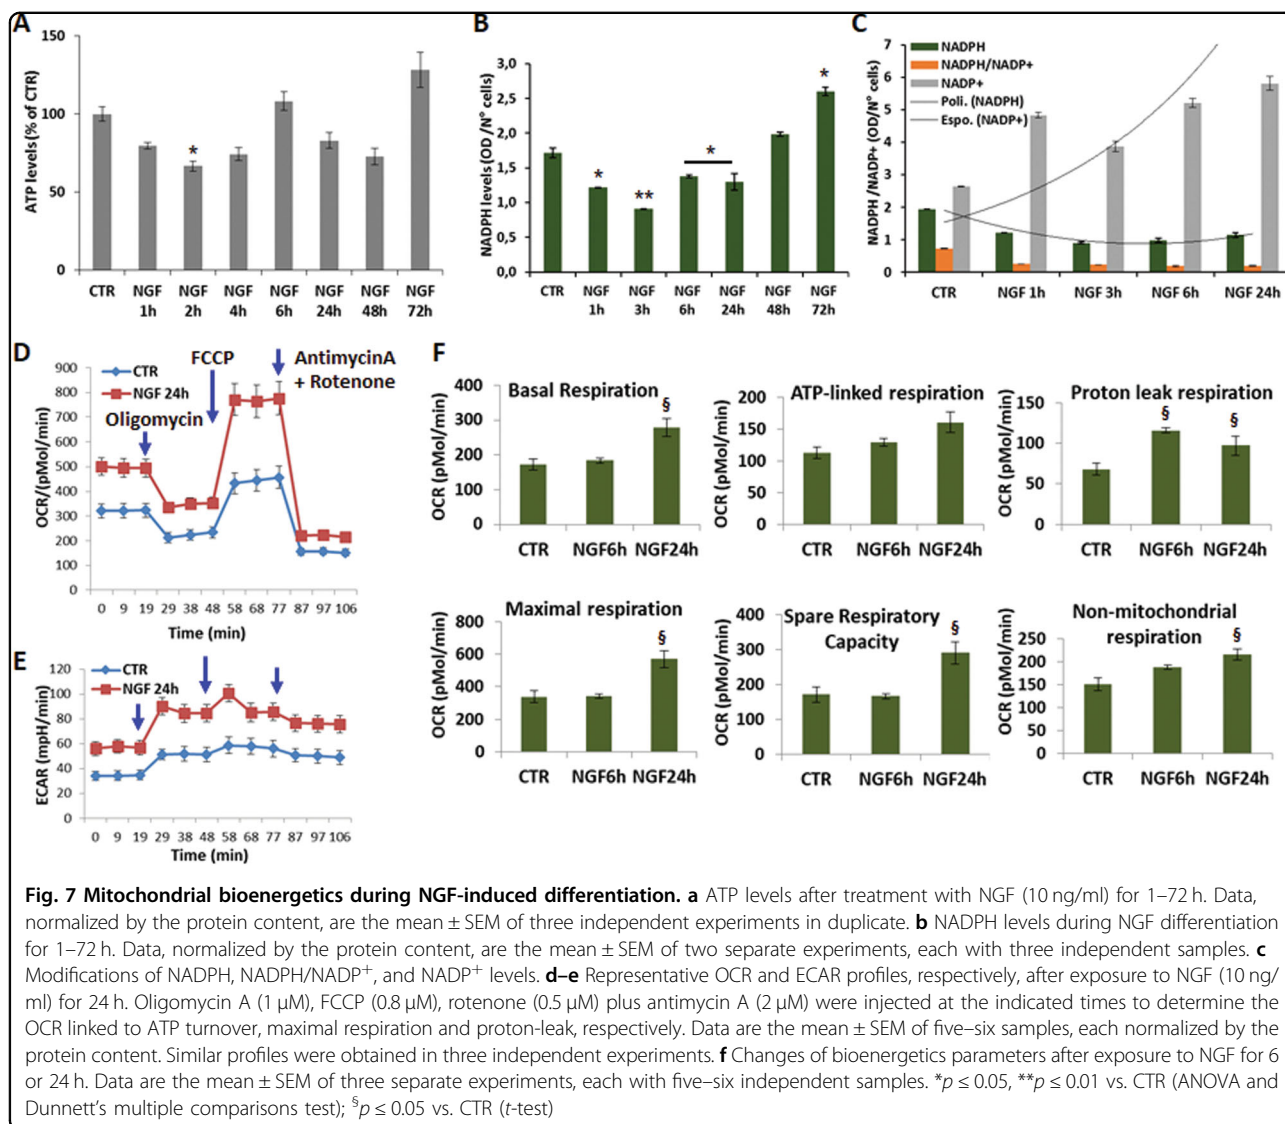 A
ATP levels (% of CTR)
150
100
50
0
*
CTR NGF 1h NGF 2h NGF 4h NGF 6h NGF 24h NGF 48h NGF 72h
B
NADPH levels (OD /N° cells)
3,0
2,5
2,0
1,5
1,0
0,5
0,0
* ** * *
CTR NGF 1h NGF 3h NGF 6h NGF 24h NGF 48h NGF 72h
C
NADPH /NADP+ (OD/N° cells)
7
6
5
4
3
2
1
0
NADPH
NADPH/NADP+
NADP+
Poli. (NADPH)
Espo. (NADP+)
CTR NGF 1h NGF 3h NGF 6h NGF 24h
D
OCR/(pMol/min)
900
800
700
600
500
400
300
200
100
0
CTR
NGF 24h
Oligomycin
FCCP
AntimycinA
+ Rotenone
0 9 19 29 38 48 58 68 77 87 97 106
Time (min)
E
ECAR (mpH/min)
120
100
80
60
40
20
0
CTR
NGF 24h
0 9 19 29 38 48 58 68 77 87 97 106
Time (min)
F
Basal Respiration
OCR (pMol/min)
400
300
200
100
0
§
CTR NGF6h NGF24h
ATP-linked respiration
OCR (pMol/min)
200
150
100
50
0
CTR NGF6h NGF24h
Proton leak respiration
OCR (pMol/min)
150
100
50
0
§ §
CTR NGF6h NGF24h
Maximal respiration
OCR (pMol/min)
800
600
400
200
0
§
CTR NGF6h NGF24h
Spare Respiratory
Capacity
OCR (pMol/min)
400
300
200
100
0
§
CTR NGF6h NGF24h
Non-mitochondrial
respiration
OCR (pMol/min)
250
200
150
100
50
0
§
CTR NGF6h NGF24h
Fig. 7 Mitochondrial bioenergetics during NGF-induced differentiation. a ATP levels after treatment with NGF (10 ng/ml) for 1–72 h. Data,
normalized by the protein content, are the mean ± SEM of three independent experiments in duplicate. b NADPH levels during NGF differentiation
for 1–72 h. Data, normalized by the protein content, are the mean ± SEM of two separate experiments, each with three independent samples. c
Modifications of NADPH, NADPH/NADP⁺, and NADP⁺ levels. d–e Representative OCR and ECAR profiles, respectively, after exposure to NGF (10 ng/
ml) for 24 h. Oligomycin A (1 µM), FCCP (0.8 µM), rotenone (0.5 µM) plus antimycin A (2 µM) were injected at the indicated times to determine the
OCR linked to ATP turnover, maximal respiration and proton-leak, respectively. Data are the mean ± SEM of five–six samples, each normalized by the
protein content. Similar profiles were obtained in three independent experiments. f Changes of bioenergetics parameters after exposure to NGF for 6
or 24 h. Data are the mean ± SEM of three separate experiments, each with five–six independent samples. *p ≤ 0.05, **p ≤ 0.01 vs. CTR (ANOVA and
Dunnett's multiple comparisons test); §p ≤ 0.05 vs. CTR (t-test)